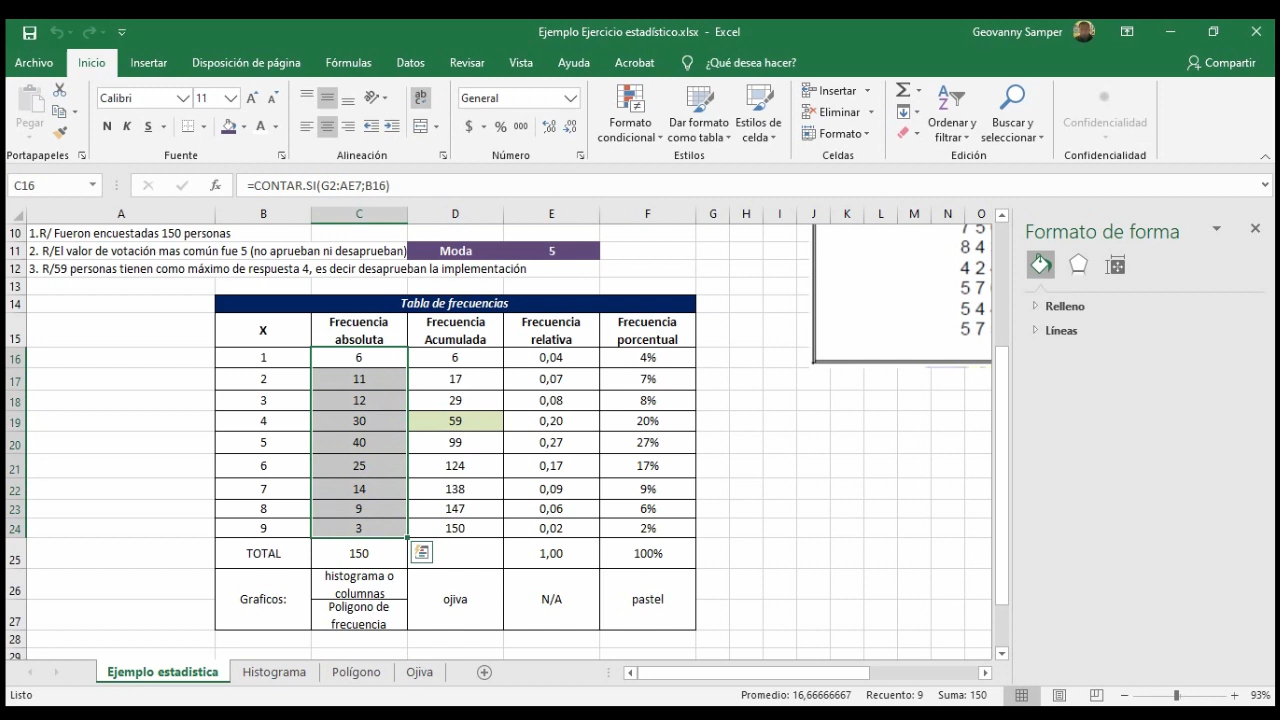 Ejemplo Ejercicio estadístico.xlsx - Excel
Geovanny Samper
Archivo Inicio Insertar Disposición de página Fórmulas Datos Revisar Vista Ayuda Acrobat ¿Qué desea hacer? Compartir
Pegar
Calibri 11
N K S
ab
General
$ % 000
Formato condicional
Dar formato como tabla
Estilos de celda
Insertar
Eliminar
Formato
Ordenar y filtrar
Buscar y seleccionar
Confidencialidad
Portapapeles Fuente Alineación Número Estilos Celdas Edición Confidencialidad
C16 fx =CONTAR.SI(G2:AE7;B16)
A B C D E F G H I J K L M N O
10 1.R/ Fueron encuestadas 150 personas
11 2. R/El valor de votación mas común fue 5 (no aprueban ni desaprueban) Moda 5
12 3. R/59 personas tienen como máximo de respuesta 4, es decir desaprueban la implementación
13
14 Tabla de frecuencias
15 X Frecuencia absoluta Frecuencia Acumulada Frecuencia relativa Frecuencia porcentual
16 1 6 6 0,04 4%
17 2 11 17 0,07 7%
18 3 12 29 0,08 8%
19 4 30 59 0,20 20%
20 5 40 99 0,27 27%
21 6 25 124 0,17 17%
22 7 14 138 0,09 9%
23 8 9 147 0,06 6%
24 9 3 150 0,02 2%
25 TOTAL 150 1,00 100%
26 Graficos: histograma o columnas ojiva N/A pastel
27 Poligono de frecuencia
28
29
7 5
8 4
4 2
5 7
5 4
5 7
Formato de forma
Relleno
Líneas
Ejemplo estadistica Histograma Polígono Ojiva
Listo Promedio: 16,66666667 Recuento: 9 Suma: 150 93%